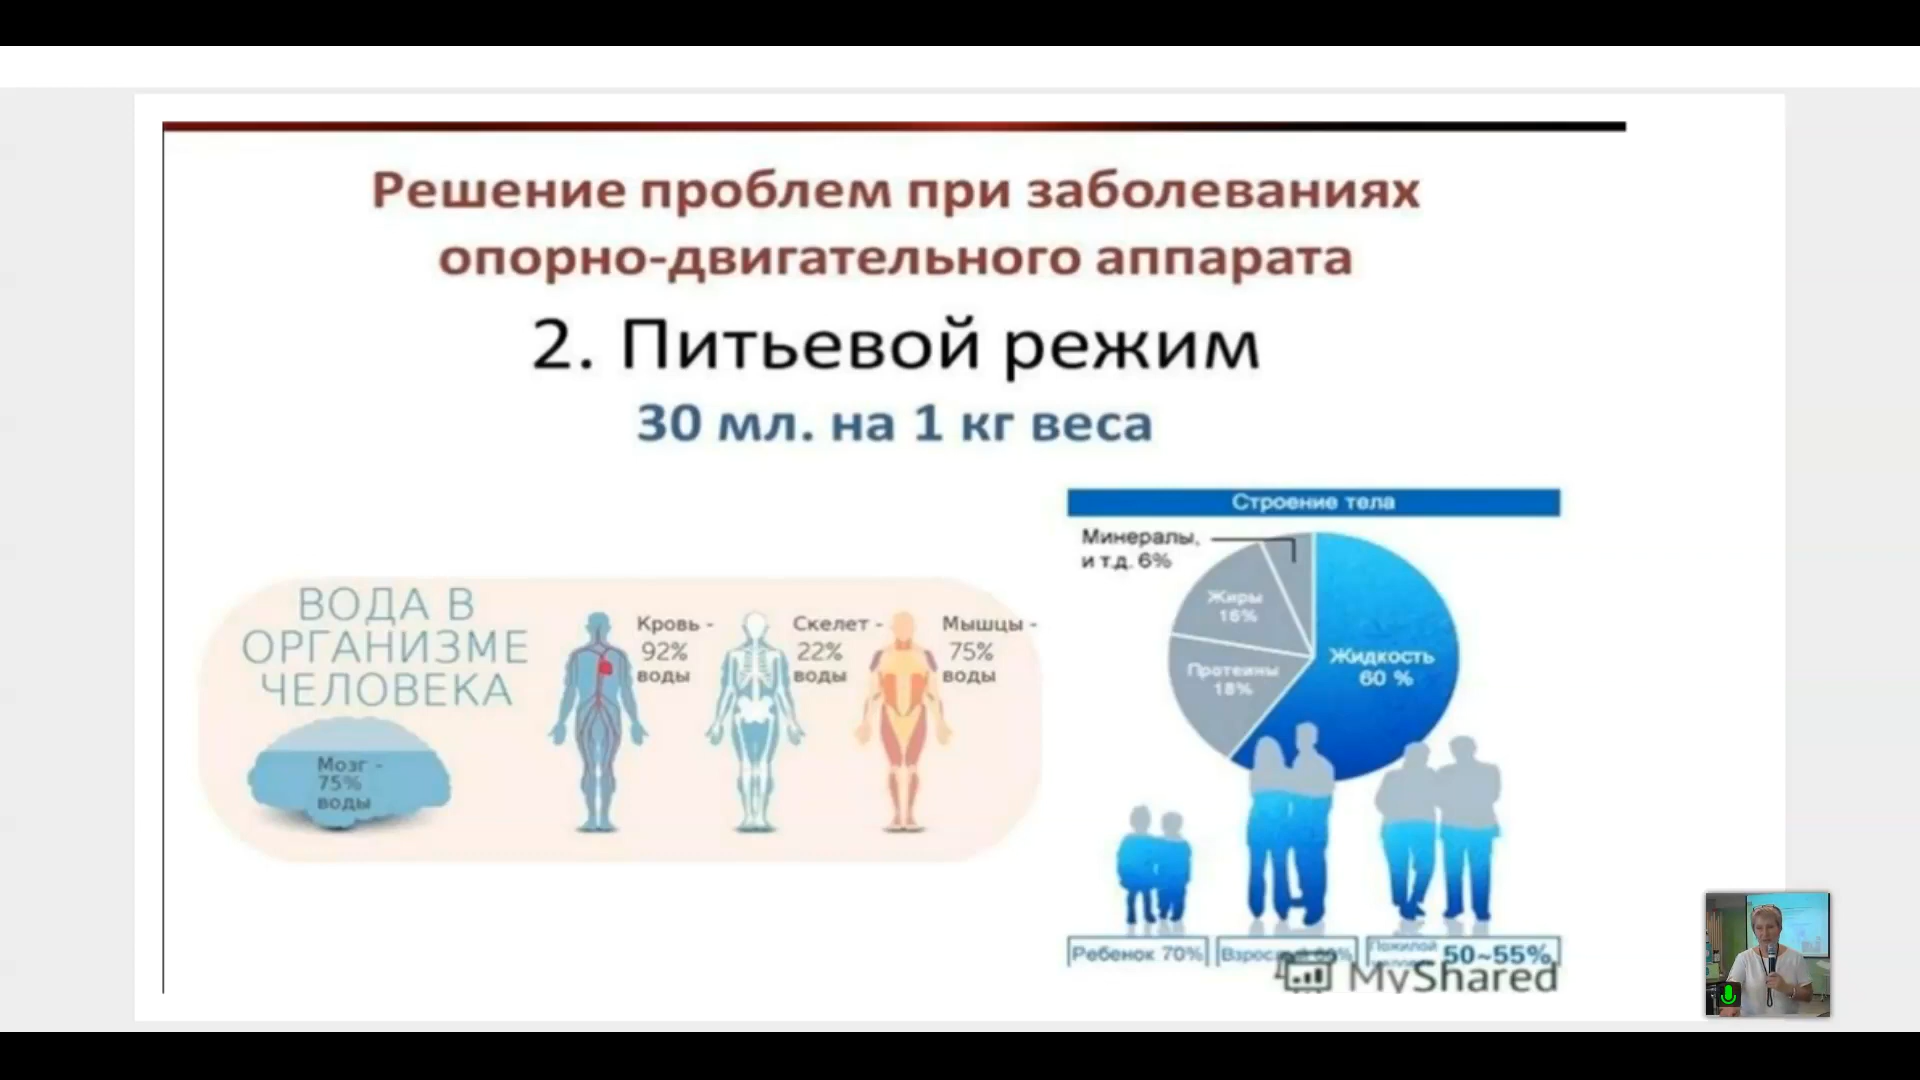 Решение проблем при заболеваниях
опорно-двигательного аппарата
2. Питьевой режим
30 мл. на 1 кг веса
ВОДА В
ОРГАНИЗМЕ
ЧЕЛОВЕКА
Мозг -
75%
воды
Кровь -
92%
воды
Скелет -
22%
воды
Мышцы -
75%
воды
Строение тела
Минералы,
и т.д. 6%
Жиры
16%
Протеины
18%
Жидкость
60 %
Ребенок 70%
Пожилой
50~55%
MyShared